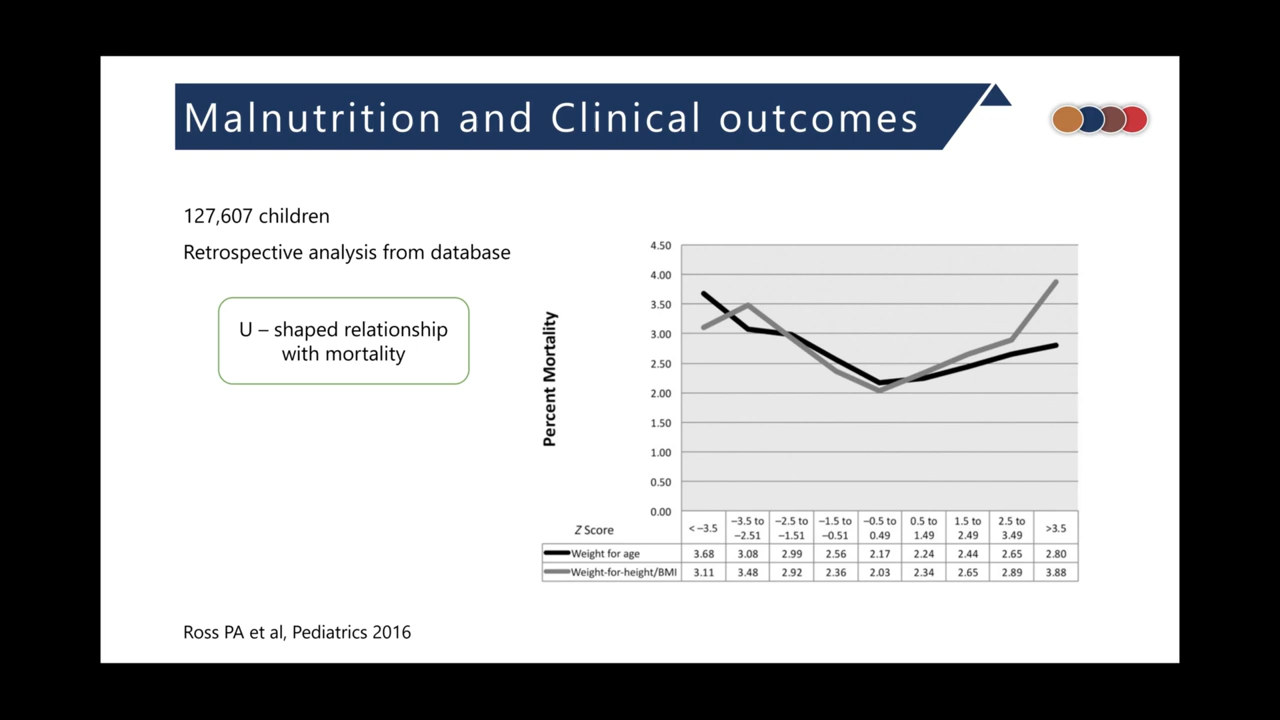 Malnutrition and Clinical outcomes
127,607 children
Retrospective analysis from database
U – shaped relationship
with mortality
Percent Mortality
4.50
4.00
3.50
3.00
2.50
2.00
1.50
1.00
0.50
0.00
Z Score < –3.5 –3.5 to –2.51 –2.5 to –1.51 –1.5 to –0.51 –0.5 to 0.49 0.5 to 1.49 1.5 to 2.49 2.5 to 3.49 >3.5
Weight for age 3.68 3.08 2.99 2.56 2.17 2.24 2.44 2.65 2.80
Weight-for-height/BMI 3.11 3.48 2.92 2.36 2.03 2.34 2.65 2.89 3.88
Ross PA et al, Pediatrics 2016